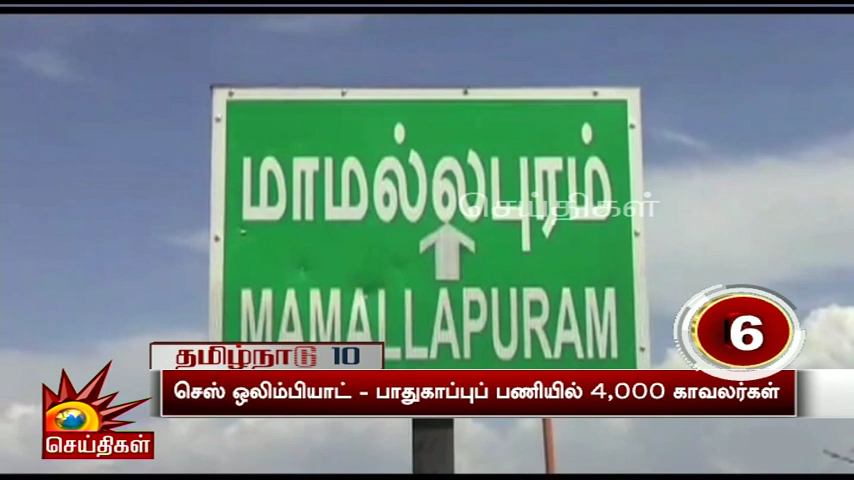 மாமல்லபுரம்
செய்திகள்
MAMALLAPURAM
6
தமிழ்நாடு 10
செஸ் ஒலிம்பியாட் - பாதுகாப்புப் பணியில் 4,000 காவலர்கள்
செய்திகள்